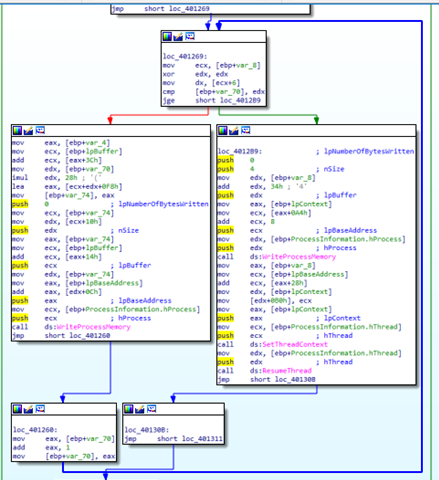 jmp     short loc_401269
loc_401269:
mov     ecx, [ebp+var_8]
xor     edx, edx
mov     dx, [ecx+6]
cmp     [ebp+var_70], edx
jge     short loc_4012B9
mov     eax, [ebp+var_4]
mov     ecx, [ebp+lpBuffer]
add     ecx, [eax+3Ch]
mov     edx, [ebp+var_70]
imul    edx, 28h ; '('
lea     eax, [ecx+edx+0F8h]
mov     [ebp+var_74], eax
push    0               ; lpNumberOfBytesWritten
mov     ecx, [ebp+var_74]
mov     edx, [ecx+10h]
push    edx             ; nSize
mov     eax, [ebp+var_74]
mov     ecx, [ebp+lpBuffer]
add     ecx, [eax+14h]
push    ecx             ; lpBuffer
mov     edx, [ebp+var_74]
mov     eax, [ebp+lpBaseAddress]
add     eax, [edx+0Ch]
push    eax             ; lpBaseAddress
mov     ecx, [ebp+ProcessInformation.hProcess]
push    ecx             ; hProcess
call    ds:WriteProcessMemory
jmp     short loc_401260
loc_4012B9:             ; lpNumberOfBytesWritten
push    0
push    4               ; nSize
mov     edx, [ebp+var_8]
add     edx, 34h ; '4'
push    edx             ; lpBuffer
mov     eax, [ebp+lpContext]
mov     ecx, [eax+0A4h]
add     ecx, 8
push    ecx             ; lpBaseAddress
mov     edx, [ebp+ProcessInformation.hProcess]
push    edx             ; hProcess
call    ds:WriteProcessMemory
mov     eax, [ebp+var_8]
mov     ecx, [ebp+lpBaseAddress]
add     ecx, [eax+28h]
mov     edx, [ebp+lpContext]
mov     [edx+0B0h], ecx
mov     eax, [ebp+lpContext]
push    eax             ; lpContext
mov     ecx, [ebp+ProcessInformation.hThread]
push    ecx             ; hThread
call    ds:SetThreadContext
mov     edx, [ebp+ProcessInformation.hThread]
push    edx             ; hThread
call    ds:ResumeThread
jmp     short loc_40130B
loc_401260:
mov     eax, [ebp+var_70]
add     eax, 1
mov     [ebp+var_70], eax
loc_40130B:
jmp     short loc_401311